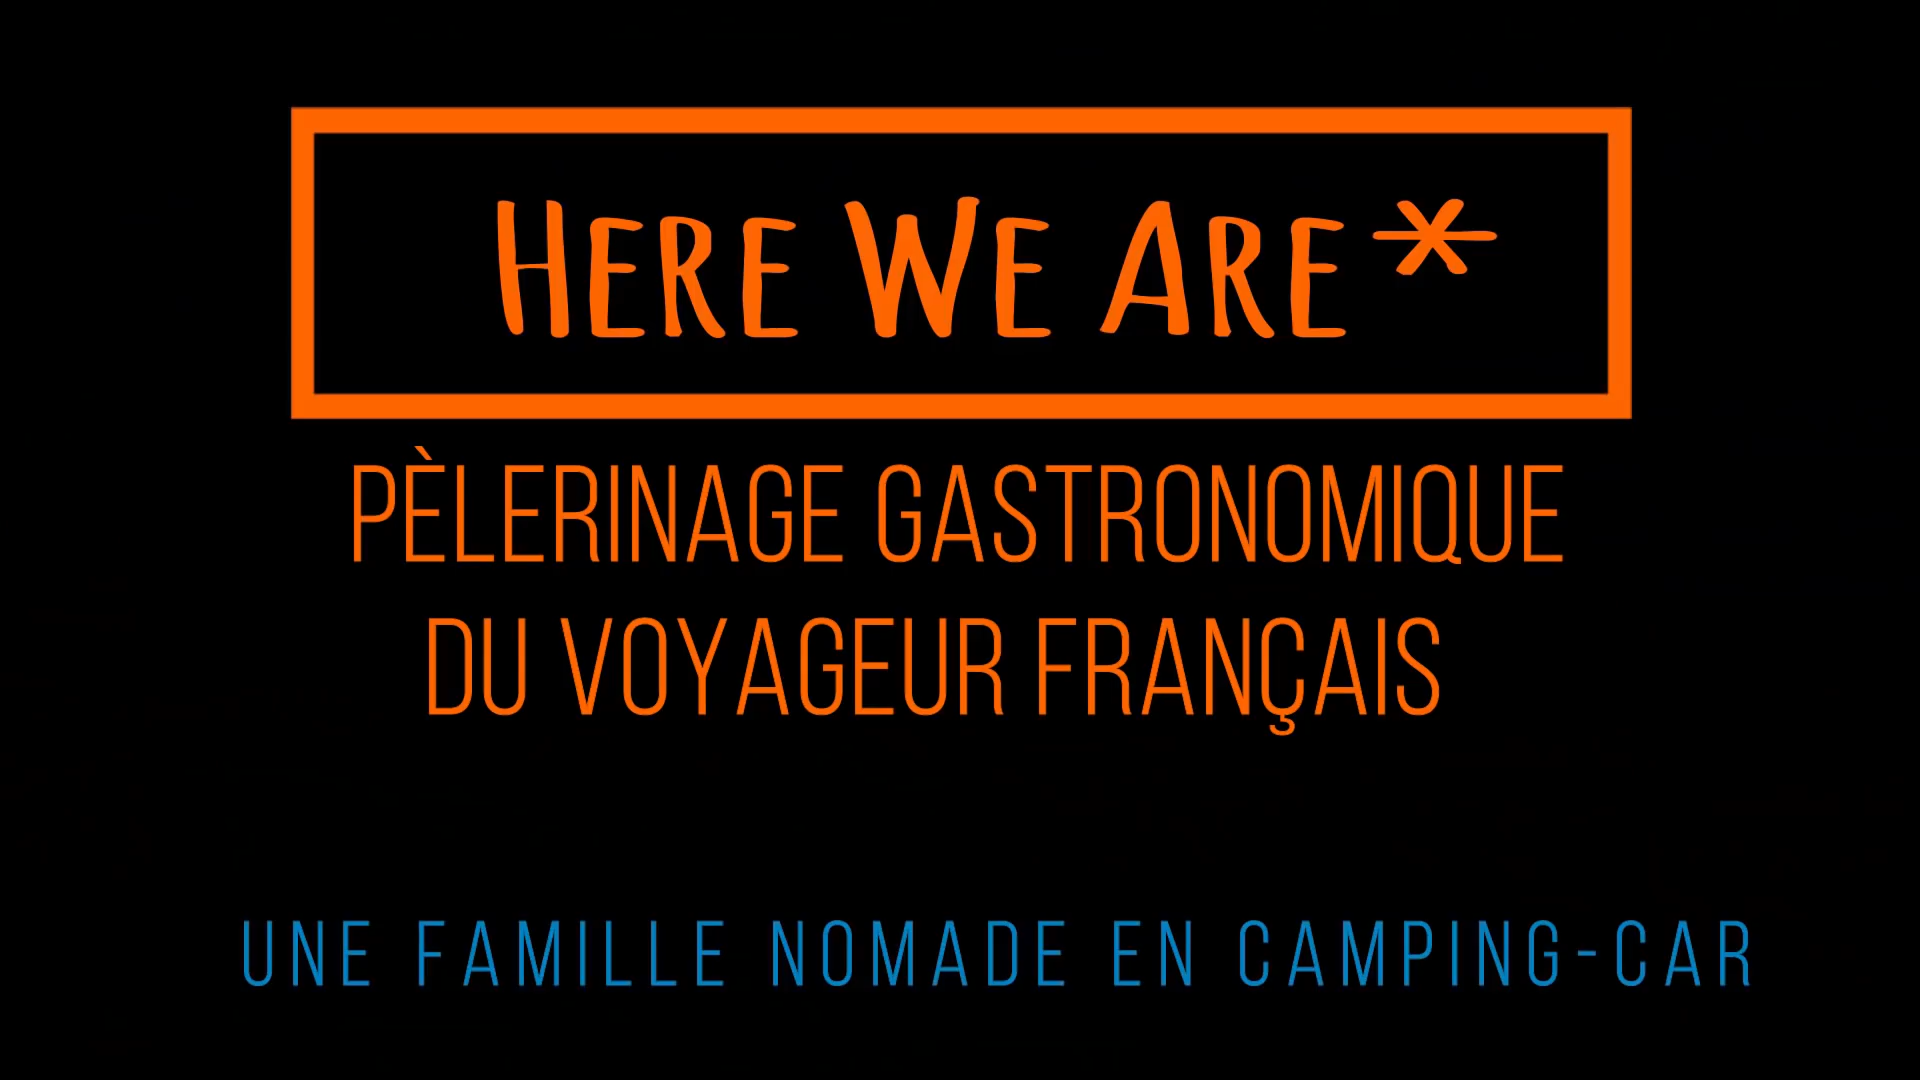 HERE WE ARE*
PÈLERINAGE GASTRONOMIQUE
DU VOYAGEUR FRANÇAIS
UNE FAMILLE NOMADE EN CAMPING-CAR